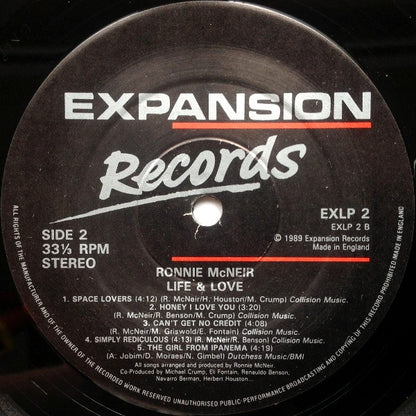 EXPANSION
Records
SIDE 2
33⅓ RPM
STEREO
EXLP 2
EXLP 2 B
℗ © 1989 Expansion Records
Made in England
RONNIE McNEIR
LIFE & LOVE
1. SPACE LOVERS (4:12) (R. McNeir/H. Houston/M. Crump) Collision Music.
2. HONEY I LOVE YOU (3:20)
(R. McNeir/R. Benson/M. Crump) Collision Music.
3. CAN'T GET NO CREDIT (4:08)
(R. McNeir/M. Griswold/E. Fontain) Collision Music.
4. SIMPLY REDICULOUS (4:13) (R. McNeir/R. Benson) Collision Music.
5. THE GIRL FROM IPANEMA (4:19)
(A. Jobim/D. Moraes/N. Gimbel) Dutchess Music/BMI
All songs arranged and produced by Ronnie McNeir.
Co-Produced by Michael Crump, El Fontain, Renaldo Benson,
Navarro Berman, Herbert Houston...
ALL RIGHTS OF THE MANUFACTURER AND OF THE OWNER OF THE RECORDED WORK RESERVED UNAUTHORISED PUBLIC PERFORMANCE BROADCASTING AND COPYING OF THIS RECORD PROHIBITED. MADE IN ENGLAND